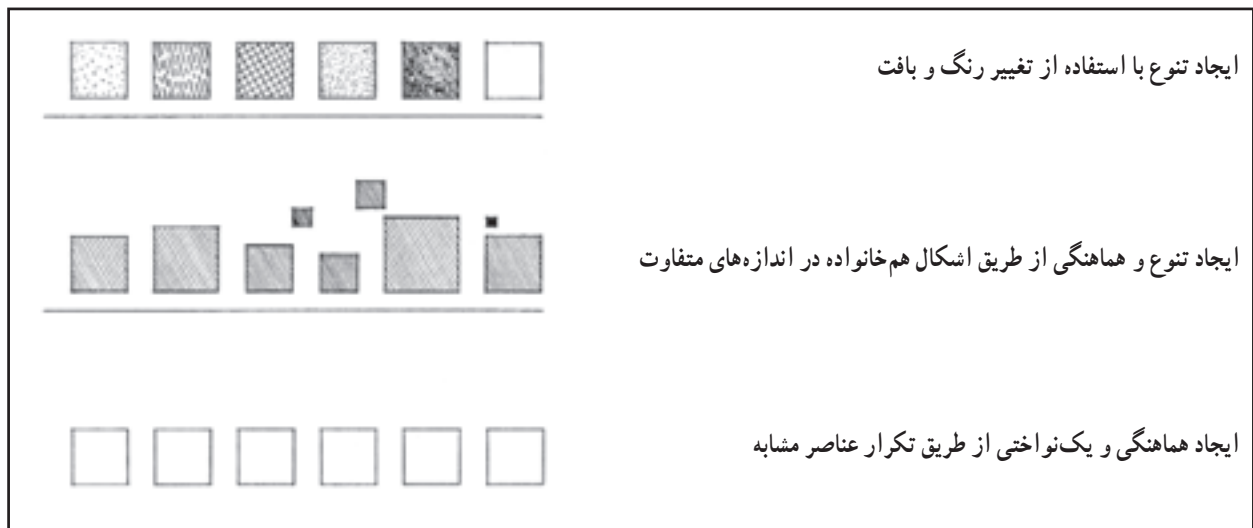 ایجاد تنوع با استفاده از تغییر رنگ و بافت
ایجاد تنوع و هماهنگی از طریق اشکال هم‌خانواده در اندازه‌های متفاوت
ایجاد هماهنگی و یک‌نواختی از طریق تکرار عناصر مشابه